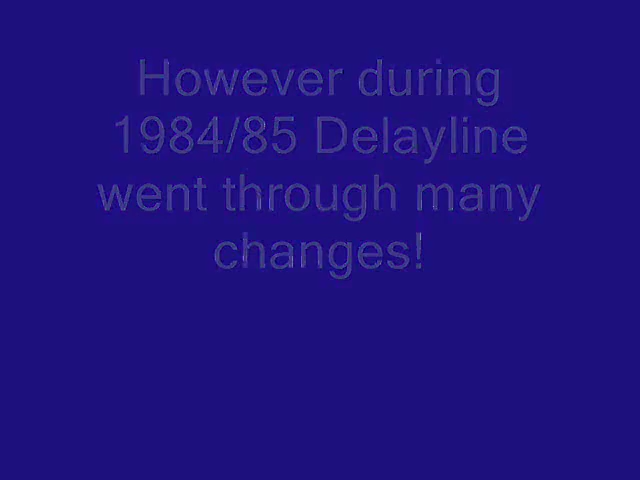 However during
1984/85 Delayline
went through many
changes!